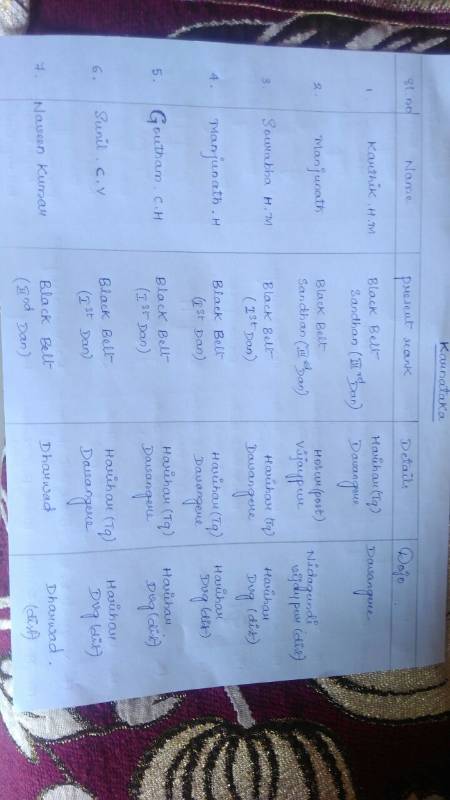 Karnataka
Sl.no Name present rank Details Dojo
1. Karthik.H.M Black Belt Harihar(Tq) Davangere
Sandhan (III rd Dan) Davangere
2. Manjunath Black Belt Horur(post) Nidagundi
Sandhan (III rd Dan) Vijaypur vijaypur (dist)
3. Sourabha H.M Black Belt Harihar (Tq) Harihar
(I st Dan) Davangere Dvg (dist)
4. Manjunath.H Black Belt Harihar(Tq) Harihar
(I st Dan) Davangere Dvg (dist)
5. Goutham.C.H Black Belt Harihar(Tq) Harihar
(I st Dan) Davangere Dvg (dist)
6. Sunil.C.V Black Belt Harihar(Tq) Harihar
(I st Dan) Davangere Dvg (dist)
7. Naveen Kumar Black Belt Dharwad Dharwad.
(II nd Dan) (dist)